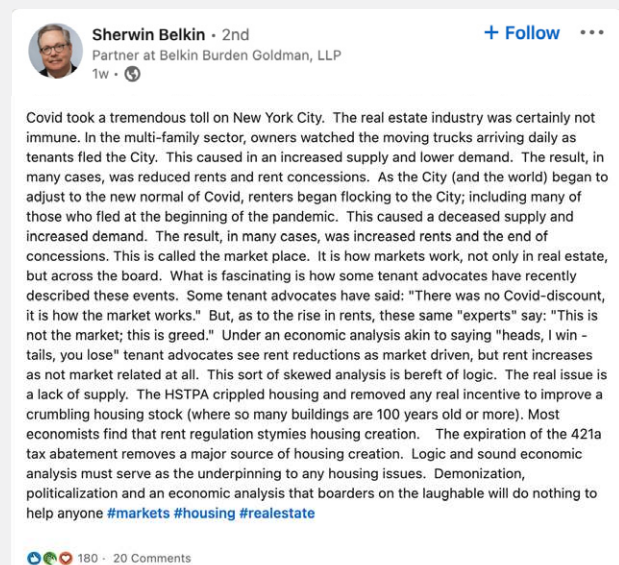 Sherwin Belkin • 2nd
+ Follow •••
Partner at Belkin Burden Goldman, LLP
1w •
Covid took a tremendous toll on New York City.  The real estate industry was certainly not
immune. In the multi-family sector, owners watched the moving trucks arriving daily as
tenants fled the City.  This caused in an increased supply and lower demand.  The result, in
many cases, was reduced rents and rent concessions.  As the City (and the world) began to
adjust to the new normal of Covid, renters began flocking to the City; including many of
those who fled at the beginning of the pandemic.  This caused a deceased supply and
increased demand.  The result, in many cases, was increased rents and the end of
concessions. This is called the market place.  It is how markets work, not only in real estate,
but across the board.  What is fascinating is how some tenant advocates have recently
described these events.  Some tenant advocates have said: "There was no Covid-discount,
it is how the market works."  But, as to the rise in rents, these same "experts" say: "This is
not the market; this is greed."  Under an economic analysis akin to saying "heads, I win -
tails, you lose" tenant advocates see rent reductions as market driven, but rent increases
as not market related at all.  This sort of skewed analysis is bereft of logic.  The real issue is
a lack of supply.  The HSTPA crippled housing and removed any real incentive to improve a
crumbling housing stock (where so many buildings are 100 years old or more). Most
economists find that rent regulation stymies housing creation.    The expiration of the 421a
tax abatement removes a major source of housing creation.  Logic and sound economic
analysis must serve as the underpinning to any housing issues.  Demonization,
politicalization and an economic analysis that boarders on the laughable will do nothing to
help anyone #markets #housing #realestate
180 · 20 Comments